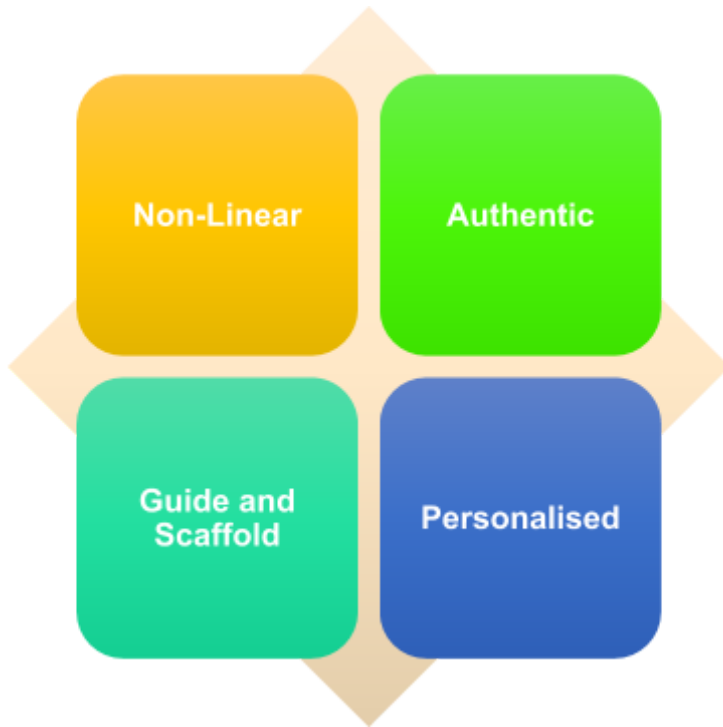 Non-Linear
Authentic
Guide and
Scaffold
Personalised